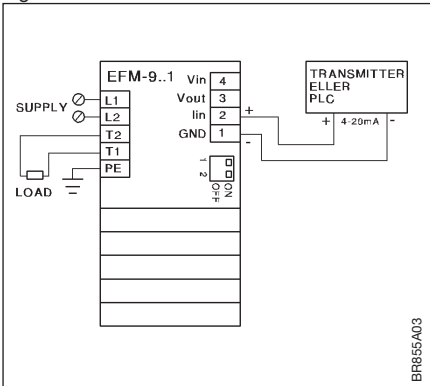 EFM-9..1
Vin 4
Vout 3
Iin 2
GND 1
SUPPLY
L1
L2
T2
T1
PE
LOAD
1
2
ON
OFF
+
-
TRANSMITTER
ELLER
PLC
+ 4-20mA -
BR855A03